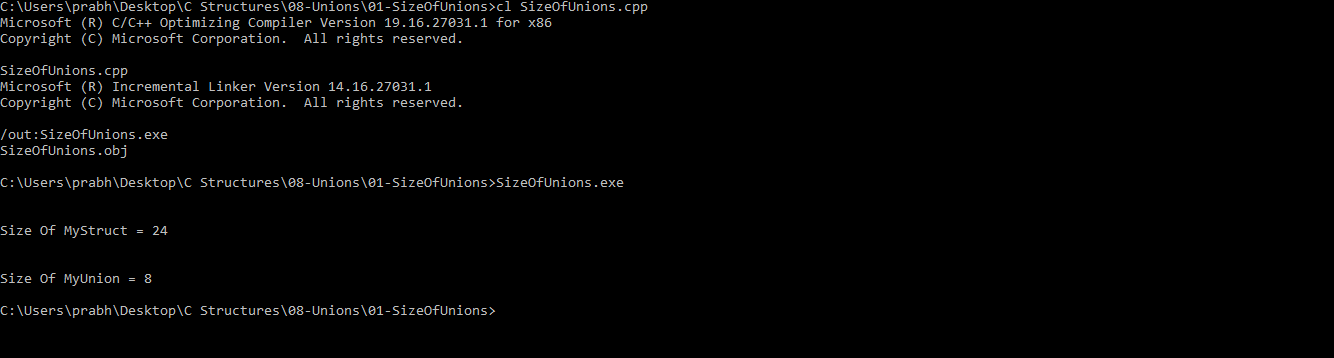 C:\Users\prabh\Desktop\C Structures\08-Unions\01-SizeOfUnions>cl SizeOfUnions.cpp
Microsoft (R) C/C++ Optimizing Compiler Version 19.16.27031.1 for x86
Copyright (C) Microsoft Corporation.  All rights reserved.
SizeOfUnions.cpp
Microsoft (R) Incremental Linker Version 14.16.27031.1
Copyright (C) Microsoft Corporation.  All rights reserved.
/out:SizeOfUnions.exe
SizeOfUnions.obj
C:\Users\prabh\Desktop\C Structures\08-Unions\01-SizeOfUnions>SizeOfUnions.exe
Size Of MyStruct = 24
Size Of MyUnion = 8
C:\Users\prabh\Desktop\C Structures\08-Unions\01-SizeOfUnions>